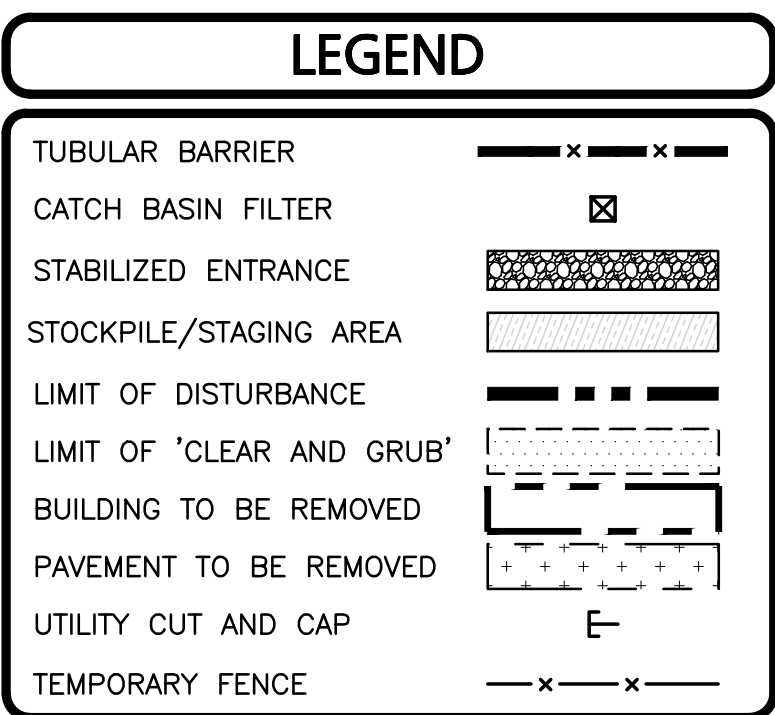 LEGEND
TUBULAR BARRIER
CATCH BASIN FILTER
STABILIZED ENTRANCE
STOCKPILE/STAGING AREA
LIMIT OF DISTURBANCE
LIMIT OF 'CLEAR AND GRUB'
BUILDING TO BE REMOVED
PAVEMENT TO BE REMOVED
UTILITY CUT AND CAP
TEMPORARY FENCE